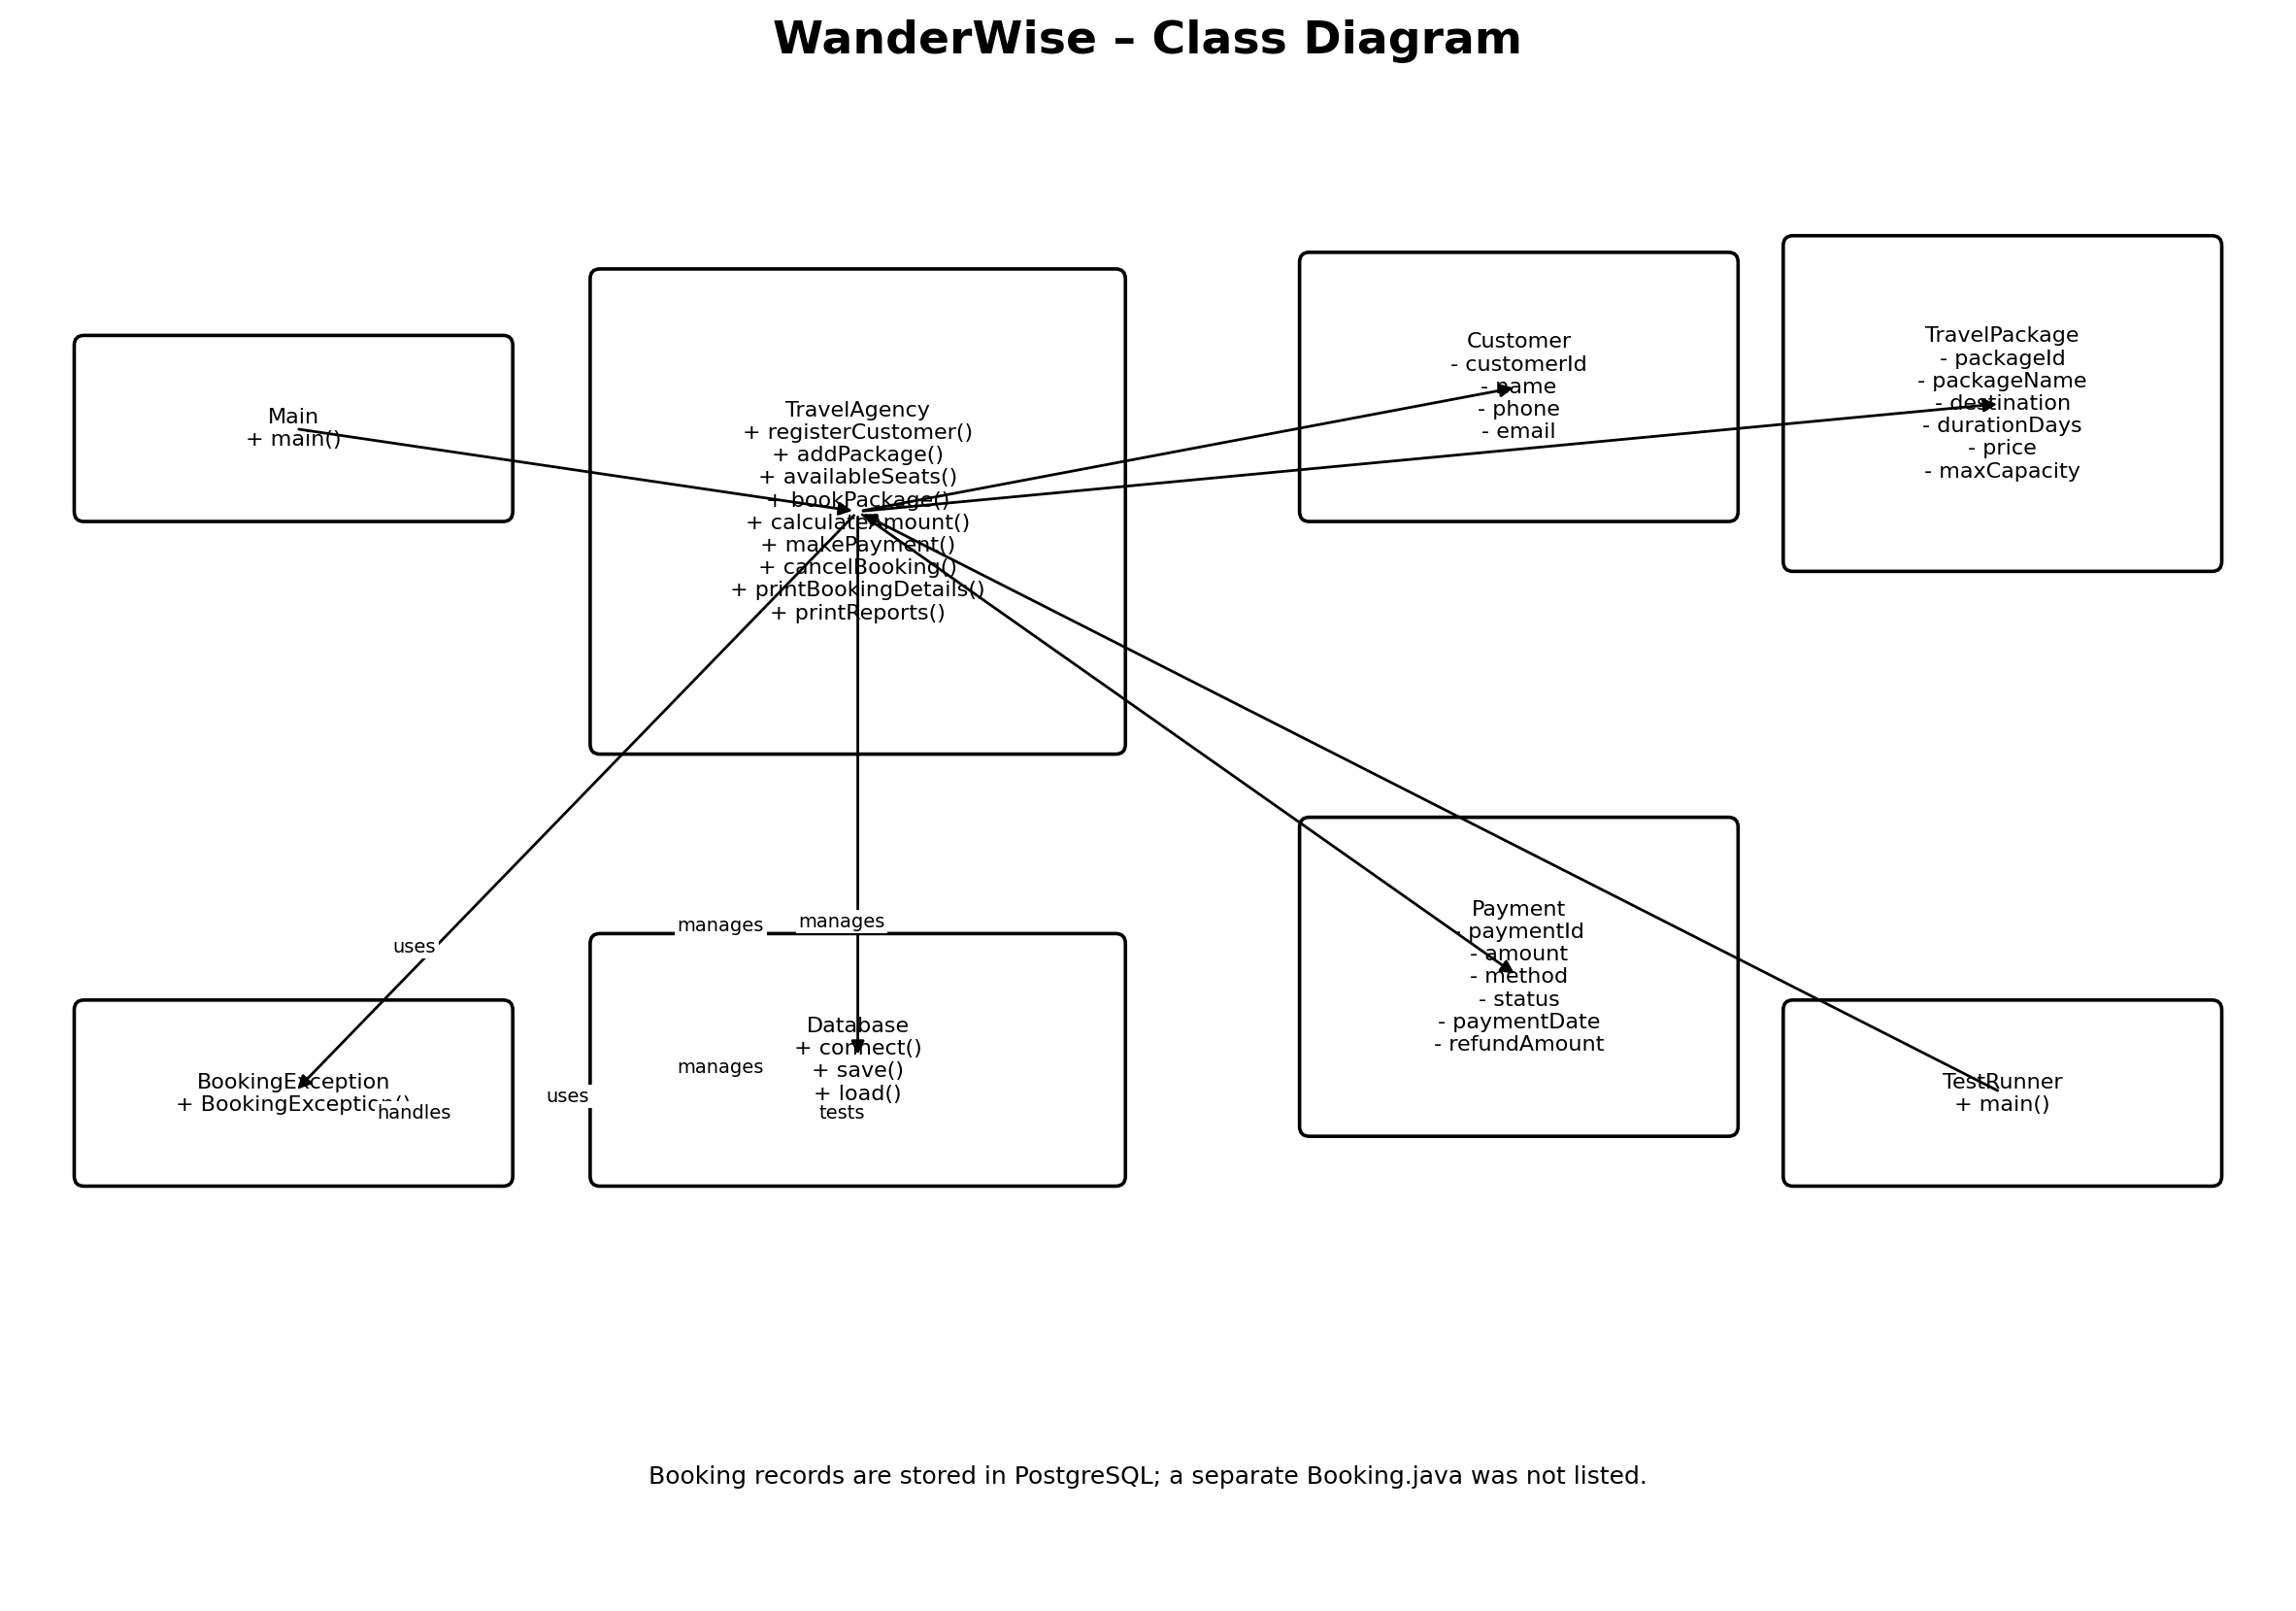 WanderWise – Class Diagram
Main
+ main()
TravelAgency
+ registerCustomer()
+ addPackage()
+ availableSeats()
+ bookPackage()
+ calculateAmount()
+ makePayment()
+ cancelBooking()
+ printBookingDetails()
+ printReports()
Customer
- customerId
- name
- phone
- email
TravelPackage
- packageId
- packageName
- destination
- durationDays
- price
- maxCapacity
uses
manages
manages
BookingException
+ BookingException()
handles
uses
manages
Database
+ connect()
+ save()
+ load()
tests
Payment
- paymentId
- amount
- method
- status
- paymentDate
- refundAmount
TestRunner
+ main()
Booking records are stored in PostgreSQL; a separate Booking.java was not listed.